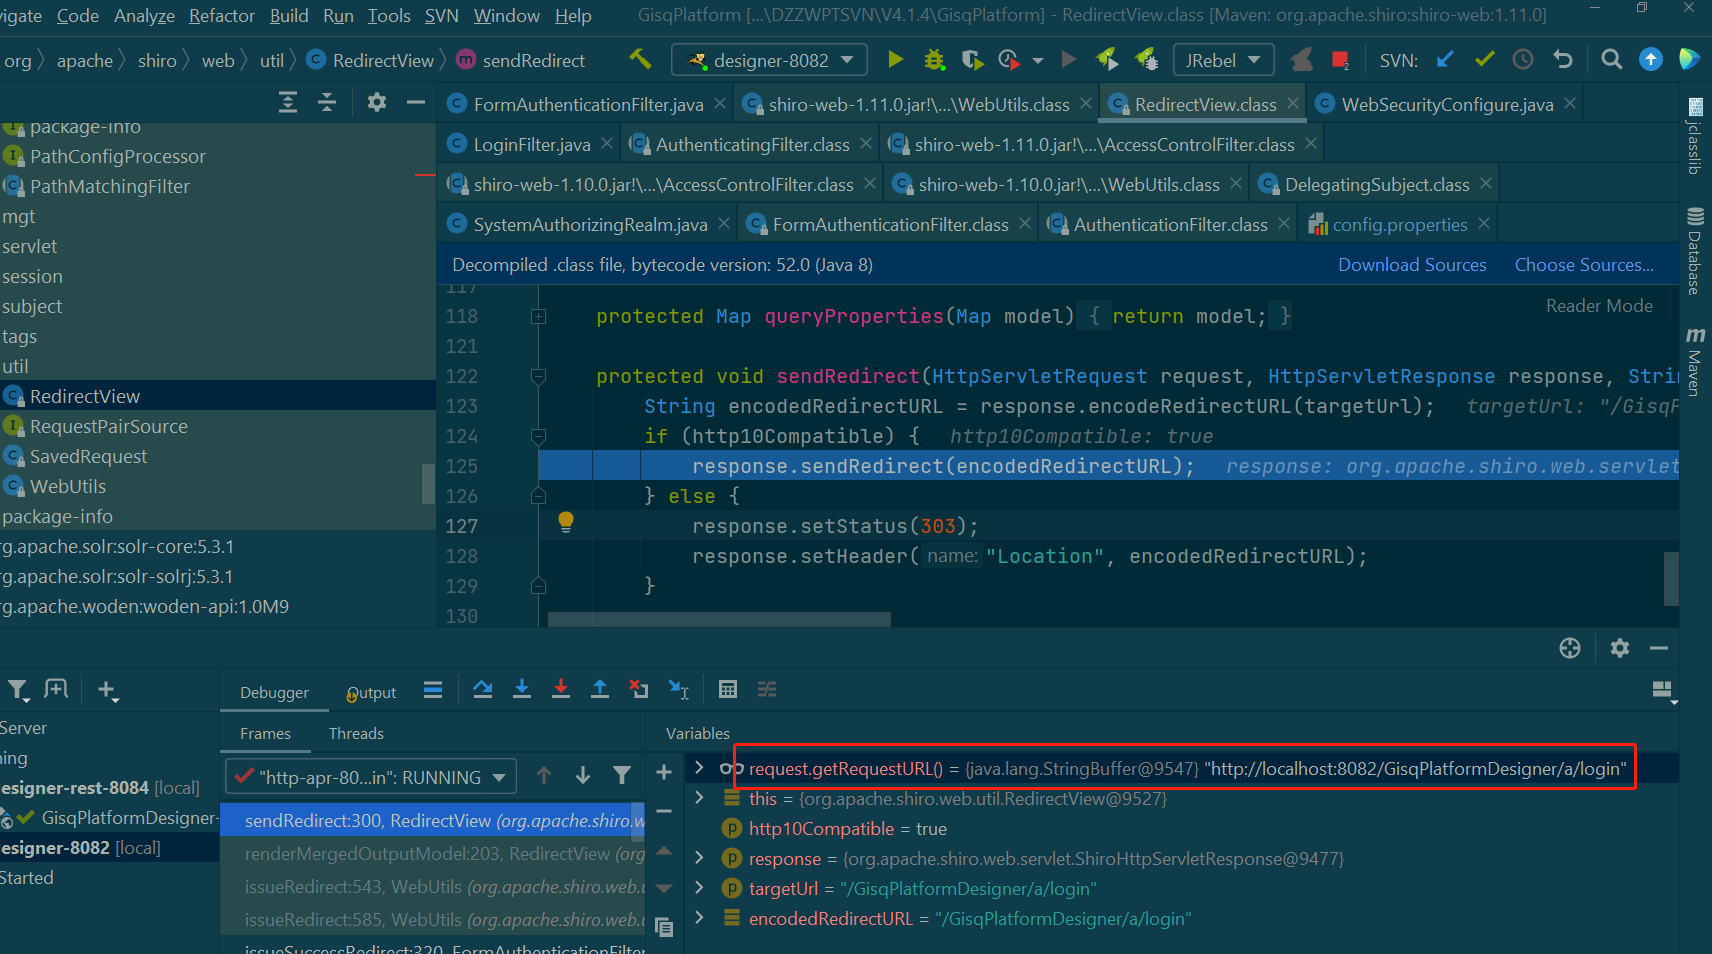 vigate Code Analyze Refactor Build Run Tools SVN Window Help GisqPlatform [...\DZZWPTSVN\V4.1.4\GisqPlatform] - RedirectView.class [Maven: org.apache.shiro:shiro-web:1.11.0]
org apache shiro web util RedirectView sendRedirect designer-8082 JRebel SVN:
FormAuthenticationFilter.java shiro-web-1.11.0.jar!\...\WebUtils.class RedirectView.class WebSecurityConfigure.java
LoginFilter.java AuthenticatingFilter.class shiro-web-1.11.0.jar!\...\AccessControlFilter.class
shiro-web-1.10.0.jar!\...\AccessControlFilter.class shiro-web-1.10.0.jar!\...\WebUtils.class DelegatingSubject.class
SystemAuthorizingRealm.java FormAuthenticationFilter.class AuthenticationFilter.class config.properties
package-info
PathConfigProcessor
PathMatchingFilter
mgt
servlet
session
subject
tags
util
RedirectView
RequestPairSource
SavedRequest
WebUtils
package-info
rg.apache.solr:solr-core:5.3.1
rg.apache.solr:solr-solrj:5.3.1
rg.apache.woden:woden-api:1.0M9
Decompiled .class file, bytecode version: 52.0 (Java 8) Download Sources Choose Sources...
Reader Mode
117
118 protected Map queryProperties(Map model) { return model; }
121
122 protected void sendRedirect(HttpServletRequest request, HttpServletResponse response, Stri
123 String encodedRedirectURL = response.encodeRedirectURL(targetUrl); targetUrl: "/GisqP
124 if (http10Compatible) { http10Compatible: true
125 response.sendRedirect(encodedRedirectURL); response: org.apache.shiro.web.servlet
126 } else {
127 response.setStatus(303);
128 response.setHeader( name: "Location", encodedRedirectURL);
129 }
130
jclasslib
Database
m Maven
Debugger Output
Frames Threads
Variables
Server
ning
esigner-rest-8084 [local]
GisqPlatformDesigner-
esigner-8082 [local]
Started
"http-apr-80...in": RUNNING
sendRedirect:300, RedirectView (org.apache.shiro.w
renderMergedOutputModel:203, RedirectView (org
issueRedirect:543, WebUtils (org.apache.shiro.web.u
issueRedirect:585, WebUtils (org.apache.shiro.web.u
issueSuccessRedirect:320, FormAuthenticationFilter
request.getRequestURL() = {java.lang.StringBuffer@9547} "http://localhost:8082/GisqPlatformDesigner/a/login"
this = {org.apache.shiro.web.util.RedirectView@9527}
http10Compatible = true
response = {org.apache.shiro.web.servlet.ShiroHttpServletResponse@9477}
targetUrl = "/GisqPlatformDesigner/a/login"
encodedRedirectURL = "/GisqPlatformDesigner/a/login"